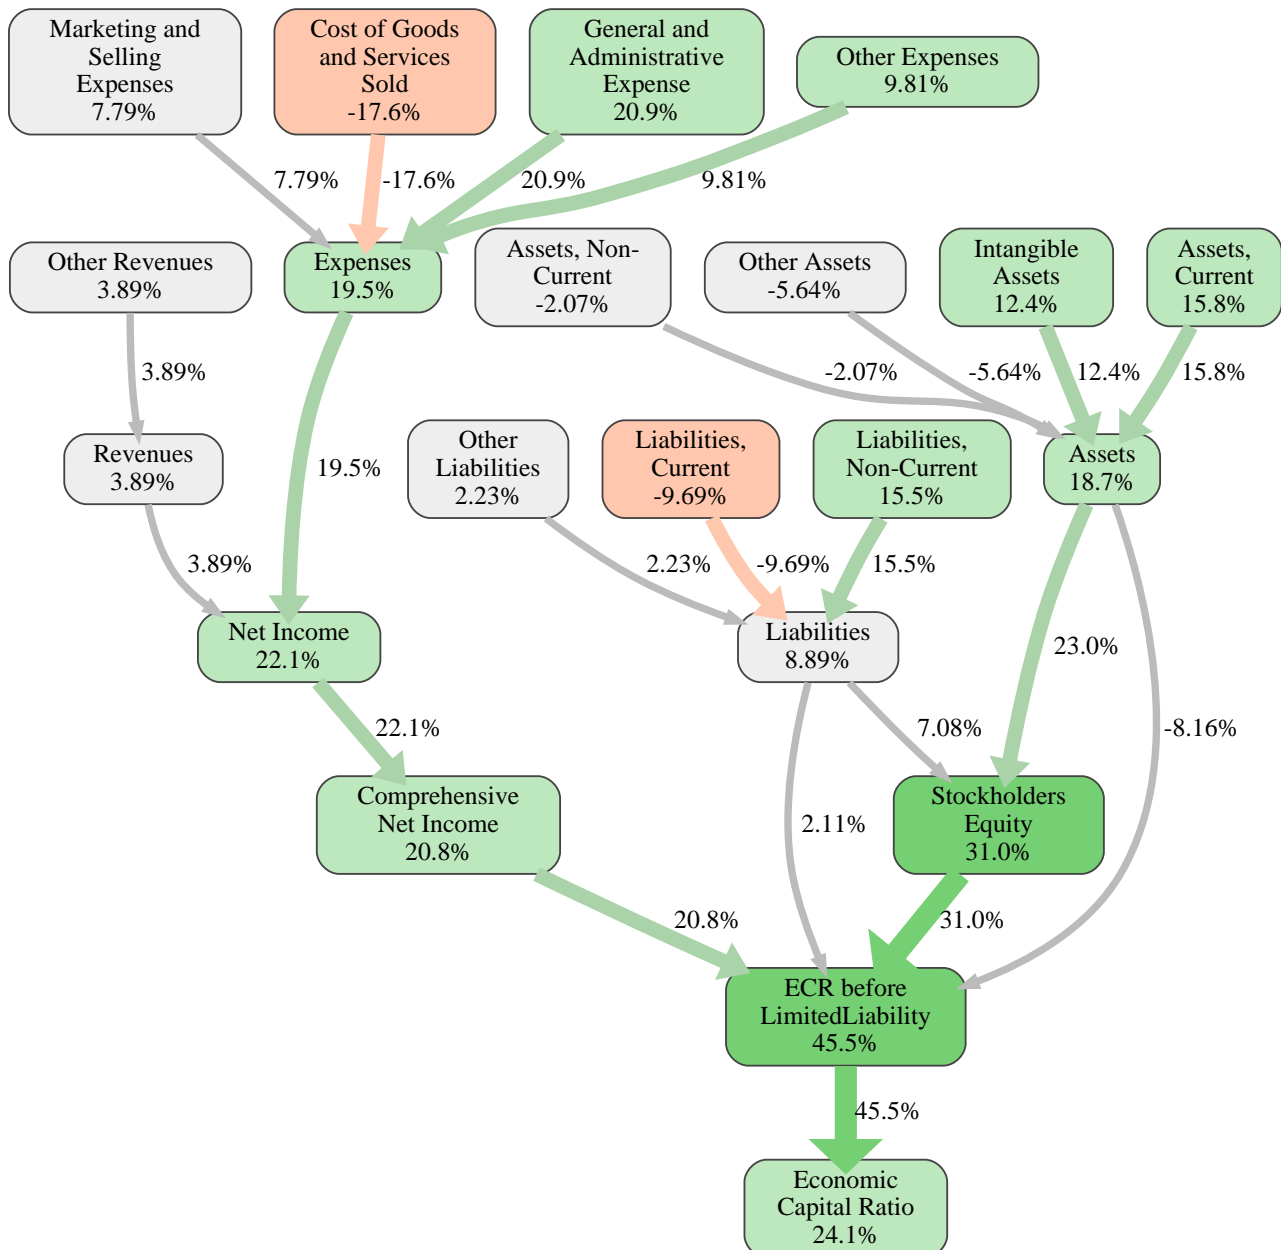 Marketing and
Selling
Expenses
7.79%
Cost of Goods
and Services
Sold
-17.6%
General and
Administrative
Expense
20.9%
Other Expenses
9.81%
7.79%
-17.6%
20.9%
9.81%
Other Revenues
3.89%
Expenses
19.5%
Assets, Non-
Current
-2.07%
Other Assets
-5.64%
Intangible
Assets
12.4%
Assets,
Current
15.8%
3.89%
19.5%
-2.07%
-5.64%
12.4%
15.8%
Revenues
3.89%
Other
Liabilities
2.23%
Liabilities,
Current
-9.69%
Liabilities,
Non-Current
15.5%
Assets
18.7%
3.89%
2.23%
-9.69%
15.5%
23.0%
-8.16%
Net Income
22.1%
Liabilities
8.89%
22.1%
7.08%
2.11%
Comprehensive
Net Income
20.8%
Stockholders
Equity
31.0%
20.8%
31.0%
ECR before
LimitedLiability
45.5%
45.5%
Economic
Capital Ratio
24.1%